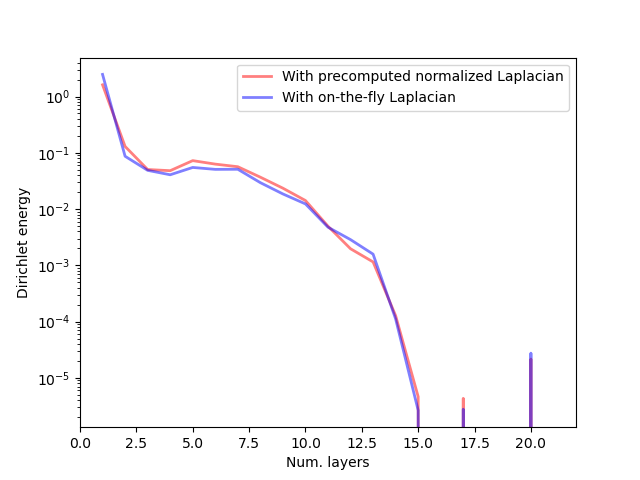 With precomputed normalized Laplacian
With on-the-fly Laplacian
Dirichlet energy
10^0
10^-1
10^-2
10^-3
10^-4
10^-5
0.0 2.5 5.0 7.5 10.0 12.5 15.0 17.5 20.0
Num. layers